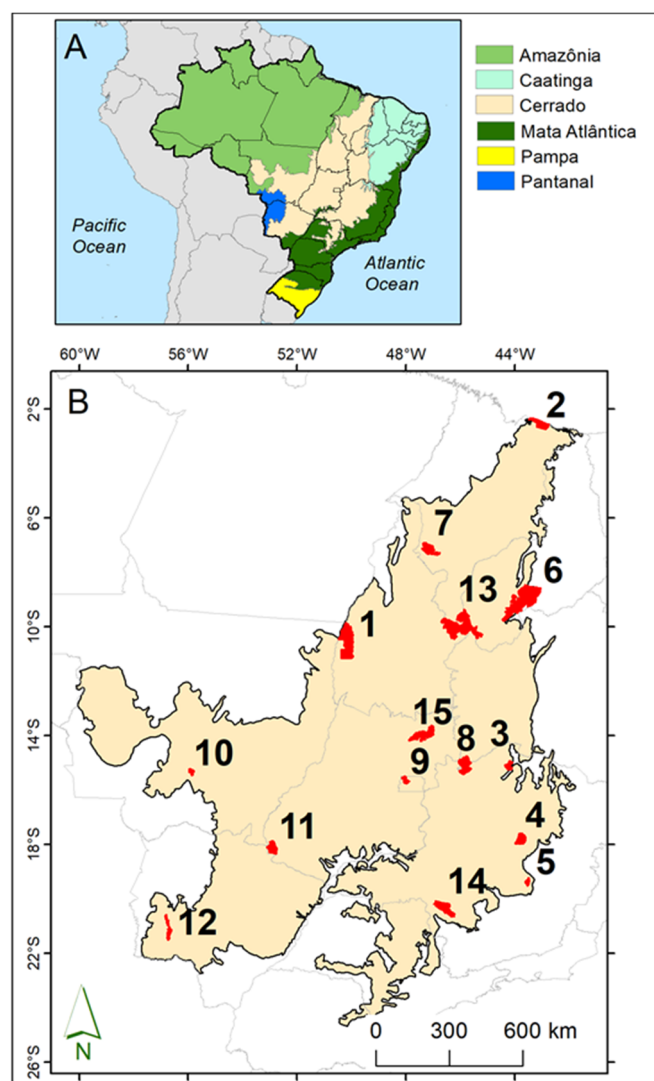 A
Amazônia
Caatinga
Cerrado
Mata Atlântica
Pampa
Pantanal
Pacific
Ocean
Atlantic
Ocean
60°W 56°W 52°W 48°W 44°W
B
2°S
6°S
10°S
14°S
18°S
22°S
26°S
2
7
13
6
1
15
8
3
9
10
4
11
5
14
12
N
0 300 600 km